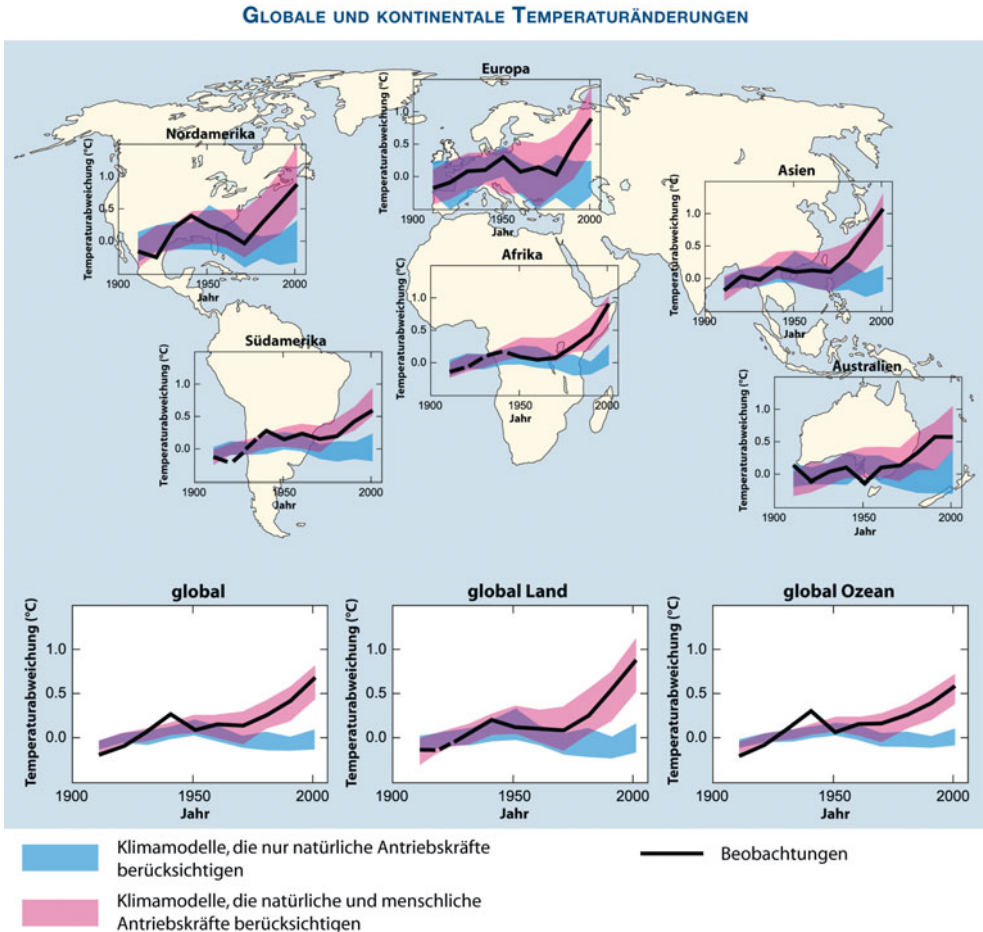 GLOBALE UND KONTINENTALE TEMPERATURÄNDERUNGEN
Europa
Temperaturabweichung (°C)
1.0
0.5
0.0
1900
1950
2000
Nordamerika
Temperaturabweichung (°C)
1.0
0.5
0.0
1900
1950
2000
Jahr
Asien
Temperaturabweichung (°C)
1.0
0.5
0.0
1900
1950
2000
Jahr
Afrika
Temperaturabweichung (°C)
1.0
0.5
0.0
1900
1950
2000
Jahr
Südamerika
Temperaturabweichung (°C)
1.0
0.5
0.0
1900
1950
2000
Jahr
Australien
Temperaturabweichung (°C)
1.0
0.5
0.0
1900
1950
2000
Jahr
global
Temperaturabweichung (°C)
1.0
0.5
0.0
1900
1950
2000
Jahr
global Land
Temperaturabweichung (°C)
1.0
0.5
0.0
1900
1950
2000
Jahr
global Ozean
Temperaturabweichung (°C)
1.0
0.5
0.0
1900
1950
2000
Jahr
Klimamodelle, die nur natürliche Antriebskräfte
berücksichtigen
Beobachtungen
Klimamodelle, die natürliche und menschliche
Antriebskräfte berücksichtigen